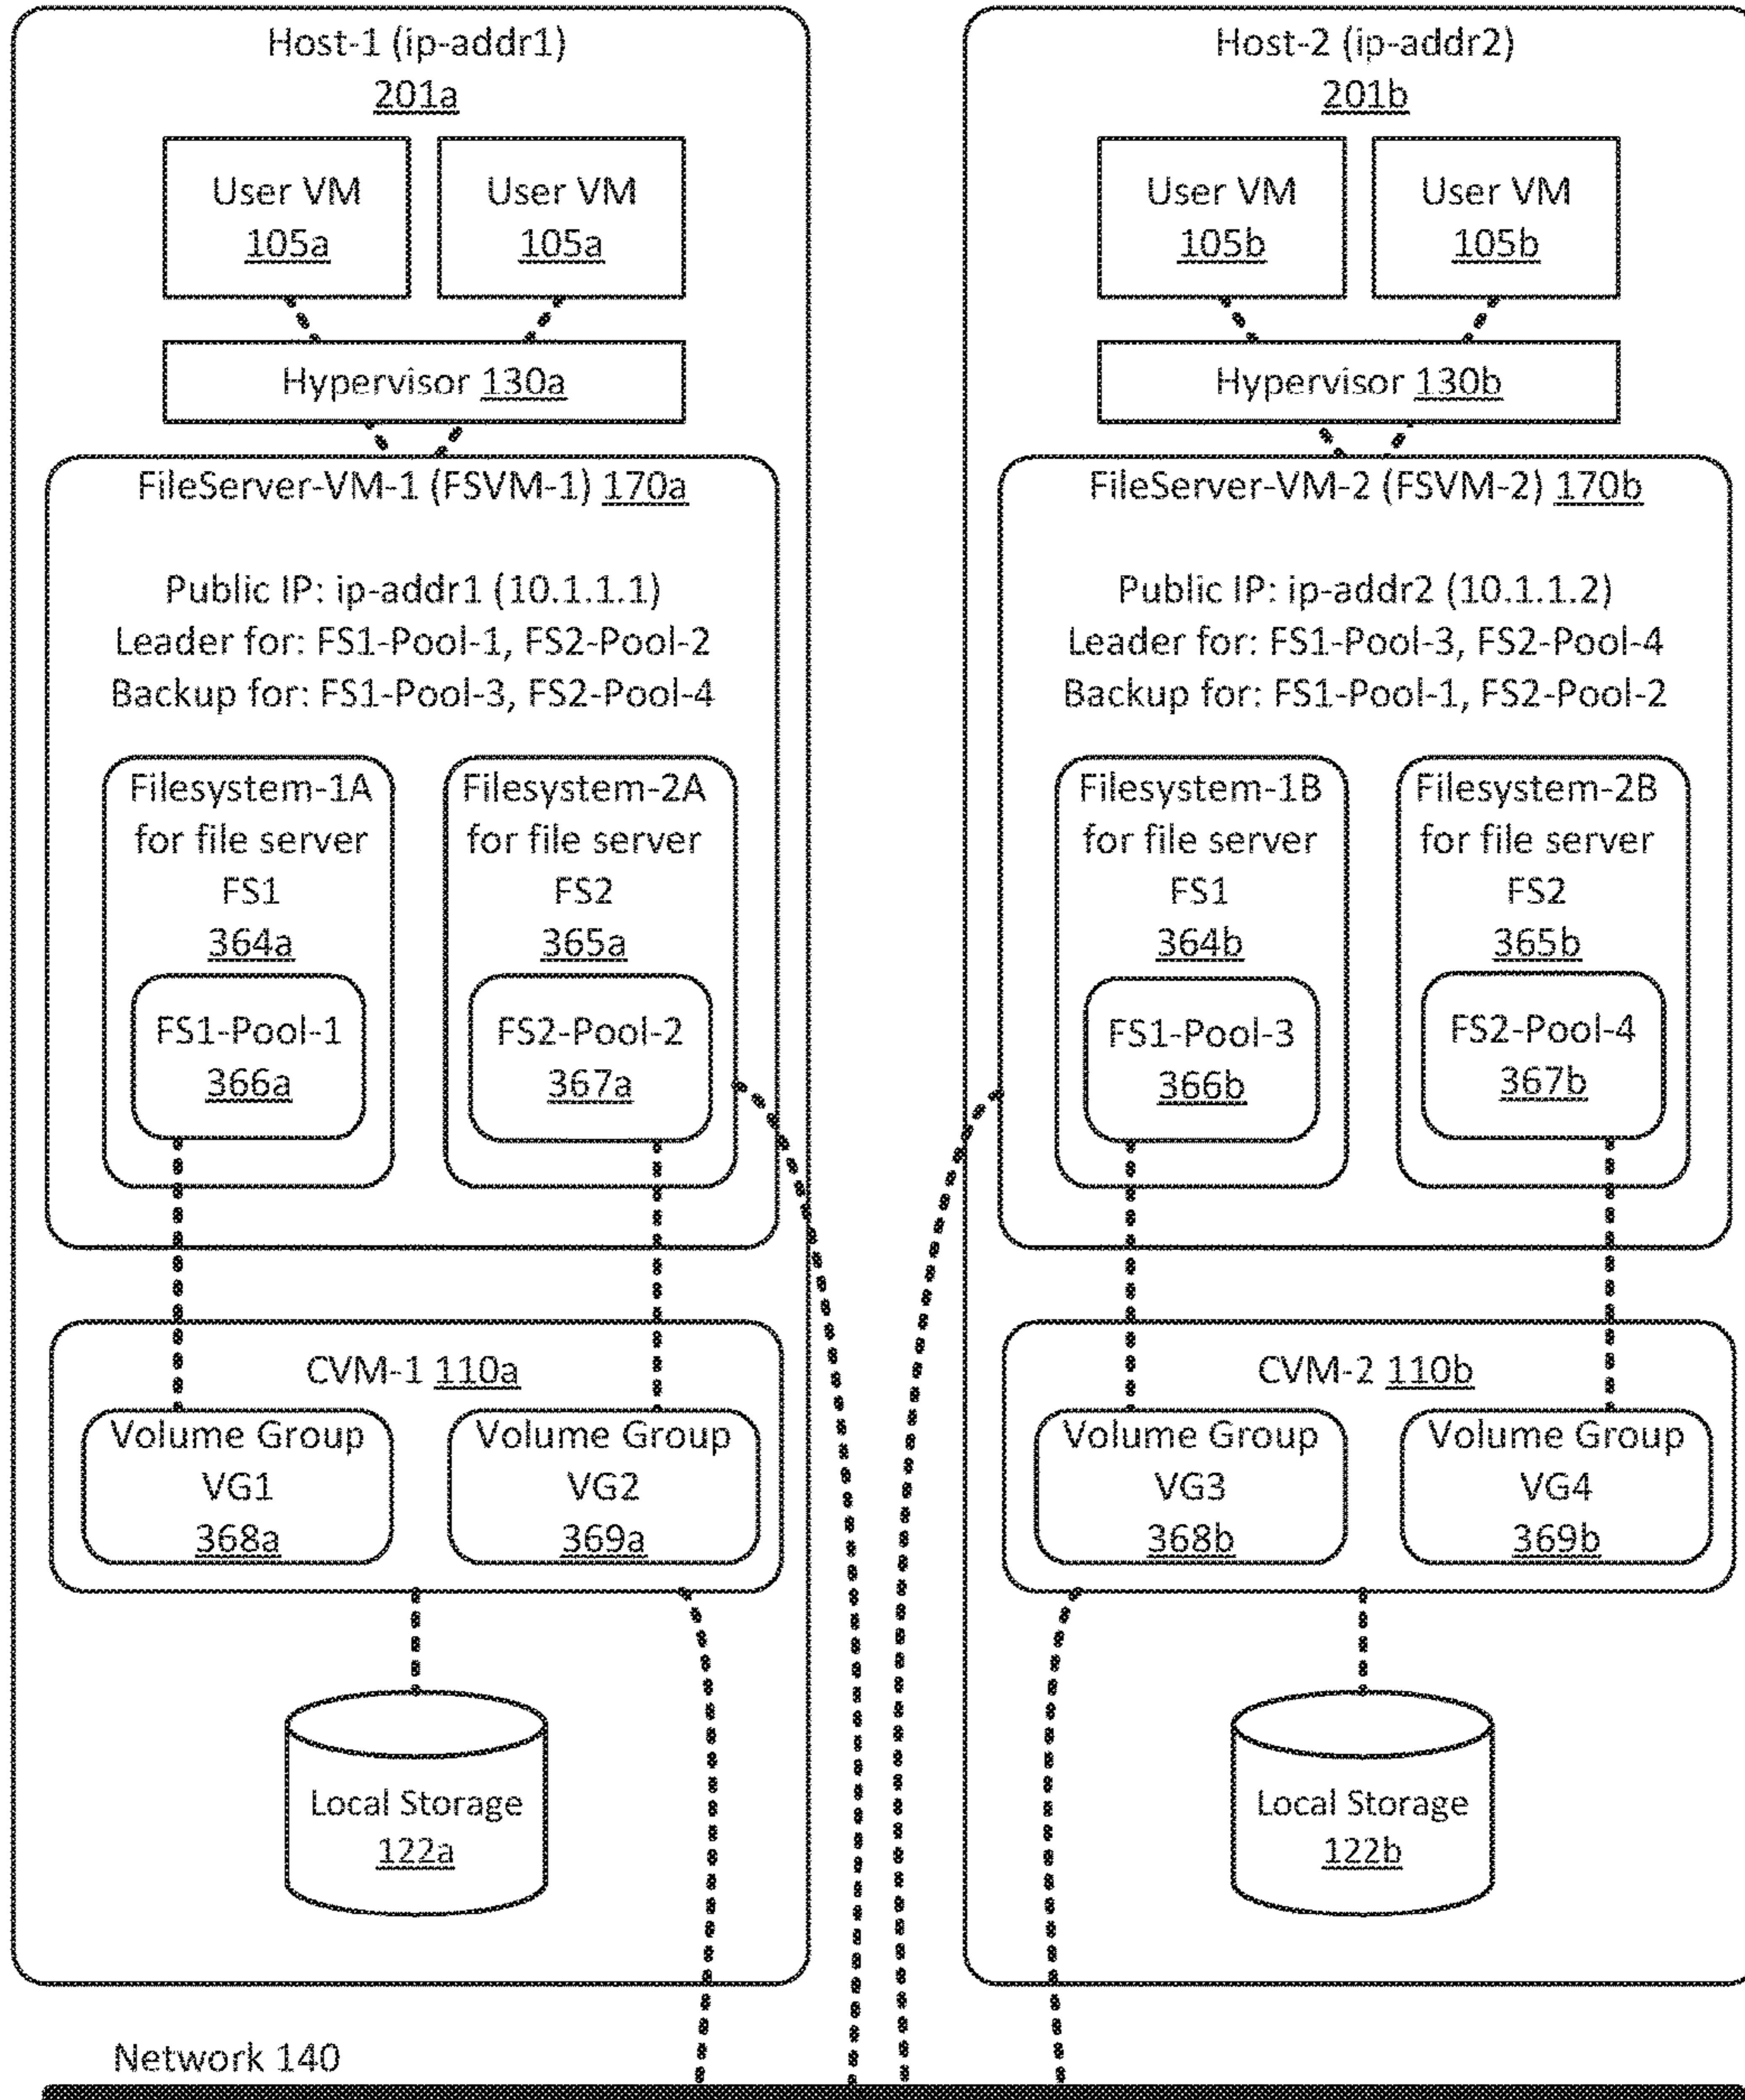 Host-1 (ip-addr1)
201a
User VM
105a
User VM
105a
Hypervisor 130a
FileServer-VM-1 (FSVM-1) 170a
Public IP: ip-addr1 (10.1.1.1)
Leader for: FS1-Pool-1, FS2-Pool-2
Backup for: FS1-Pool-3, FS2-Pool-4
Filesystem-1A
for file server
FS1
364a
FS1-Pool-1
366a
Filesystem-2A
for file server
FS2
365a
FS2-Pool-2
367a
CVM-1 110a
Volume Group
VG1
368a
Volume Group
VG2
369a
Local Storage
122a
Host-2 (ip-addr2)
201b
User VM
105b
User VM
105b
Hypervisor 130b
FileServer-VM-2 (FSVM-2) 170b
Public IP: ip-addr2 (10.1.1.2)
Leader for: FS1-Pool-3, FS2-Pool-4
Backup for: FS1-Pool-1, FS2-Pool-2
Filesystem-1B
for file server
FS1
364b
FS1-Pool-3
366b
Filesystem-2B
for file server
FS2
365b
FS2-Pool-4
367b
CVM-2 110b
Volume Group
VG3
368b
Volume Group
VG4
369b
Local Storage
122b
Network 140